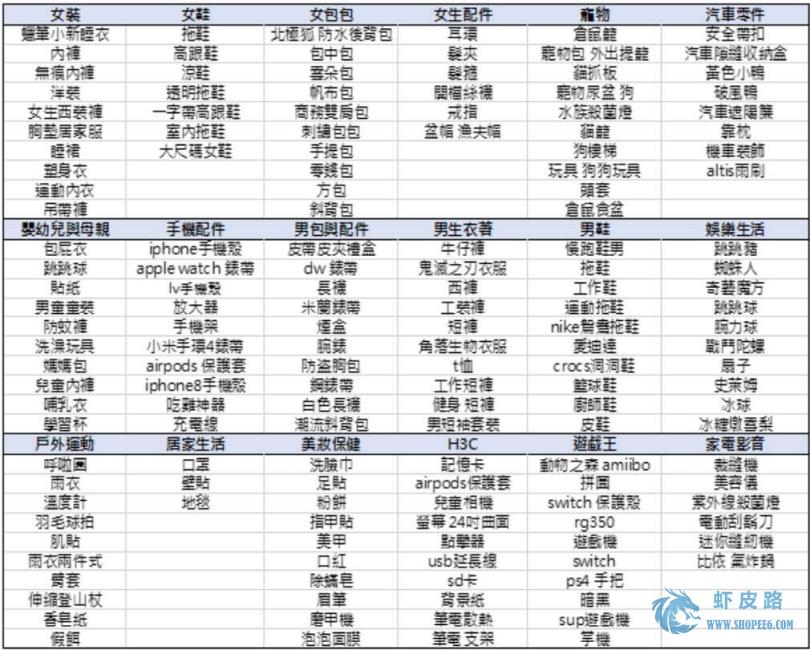 女裝 女鞋 女包包 女生配件 寵物 汽車零件
蠟筆小新睡衣 拖鞋 北極狐 防水後背包 耳環 倉鼠籠 安全帶扣
內褲 高跟鞋 包中包 髮夾 寵物包 外出提籠 汽車隙縫收納盒
無痕內褲 涼鞋 雲朵包 髮箍 貓抓板 黃色小鴨
洋裝 透明拖鞋 帆布包 開檔絲襪 寵物尿盆 狗 破風鴨
女生西裝褲 一字帶高跟鞋 商務雙肩包 戒指 水族殺菌燈 汽車遮陽簾
胸墊居家服 室內拖鞋 刺繡包包 盆帽 漁夫帽 貓籠 靠枕
睡裙 大尺碼女鞋 手提包 狗樓梯 機車裝飾
塑身衣 零錢包 玩具 狗狗玩具 altis雨刷
運動內衣 方包 頭套
吊帶褲 斜背包 倉鼠食盆
嬰幼兒與母親 手機配件 男包與配件 男生衣著 男鞋 娛樂生活
包屁衣 iphone手機殼 皮帶皮夾禮盒 牛仔褲 慢跑鞋男 跳跳豬
跳跳球 apple watch 錶帶 dw 錶帶 鬼滅之刃衣服 拖鞋 蜘蛛人
貼紙 lv手機殼 長襪 西褲 工作鞋 奇藝魔方
男童童裝 放大器 米蘭錶帶 工裝褲 運動拖鞋 跳跳球
防蚊褲 手機架 煙盒 短褲 nike鴛鴦拖鞋 腕力球
洗澡玩具 小米手環4錶帶 腕錶 角落生物衣服 愛迪達 戰鬥陀螺
媽媽包 airpods 保護套 防盜胸包 t恤 crocs洞洞鞋 扇子
兒童內褲 iphone8手機殼 鋼錶帶 工作短褲 籃球鞋 史萊姆
哺乳衣 吃雞神器 白色長襪 健身 短褲 廚師鞋 冰球
學習杯 充電線 潮流斜背包 男短袖套裝 皮鞋 冰糖燉雪梨
戶外運動 居家生活 美妝保健 H3C 遊戲王 家電影音
呼啦圈 口罩 洗臉巾 記憶卡 動物之森 amiibo 裁縫機
雨衣 壁貼 足貼 airpods保護套 拼圖 美容儀
溫度計 地毯 粉餅 兒童相機 switch 保護殼 紫外線殺菌燈
羽毛球拍 指甲貼 螢幕 24吋曲面 rg350 電動刮鬍刀
肌貼 美甲 點擊器 遊戲機 迷你縫紉機
雨衣兩件式 口紅 usb延長線 switch 比依 氣炸鍋
臂套 除蟎皂 sd卡 ps4 手把
伸縮登山杖 眉筆 背景紙 暗黑
香皂紙 磨甲機 筆電散熱 sup遊戲機
假餌 泡泡面膜 筆電 支架 掌機
虾皮路
WWW.SHOPEE6.COM